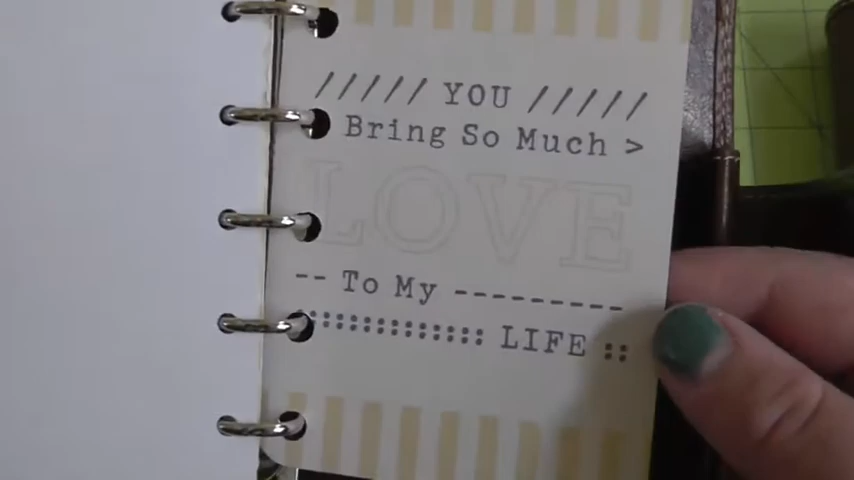 ///// YOU /////
Bring So Much >
LOVE
-- To My ---------
:::::::::::: LIFE ::